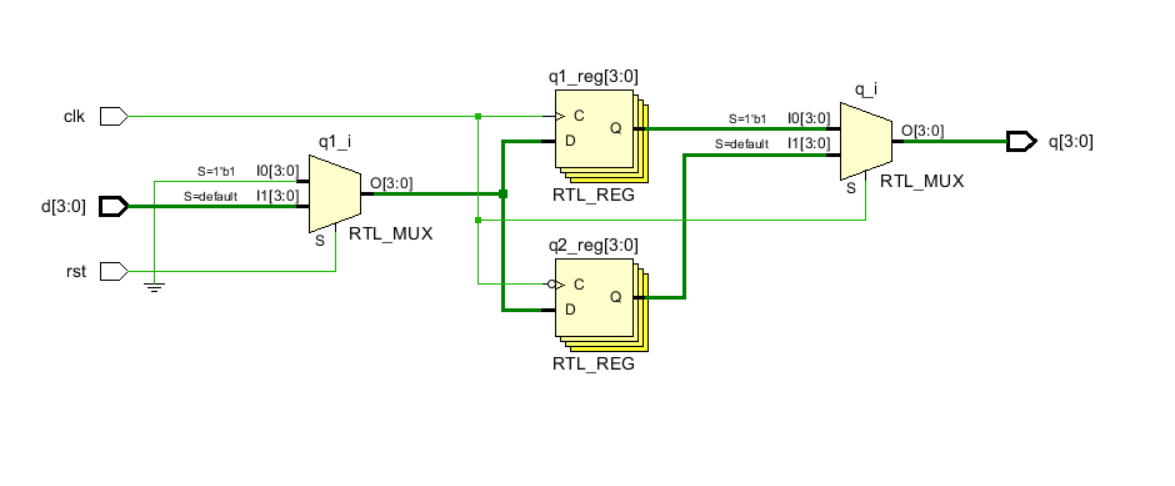 q1_reg[3:0]
q_i
clk
C
S=1'b1 I0[3:0]
Q
O[3:0]
D
q[3:0]
q1_i
S=default I1[3:0]
S=1'b1 I0[3:0]
O[3:0]
S
RTL_MUX
RTL_REG
d[3:0]
S=default I1[3:0]
S
RTL_MUX
q2_reg[3:0]
rst
C
Q
D
RTL_REG